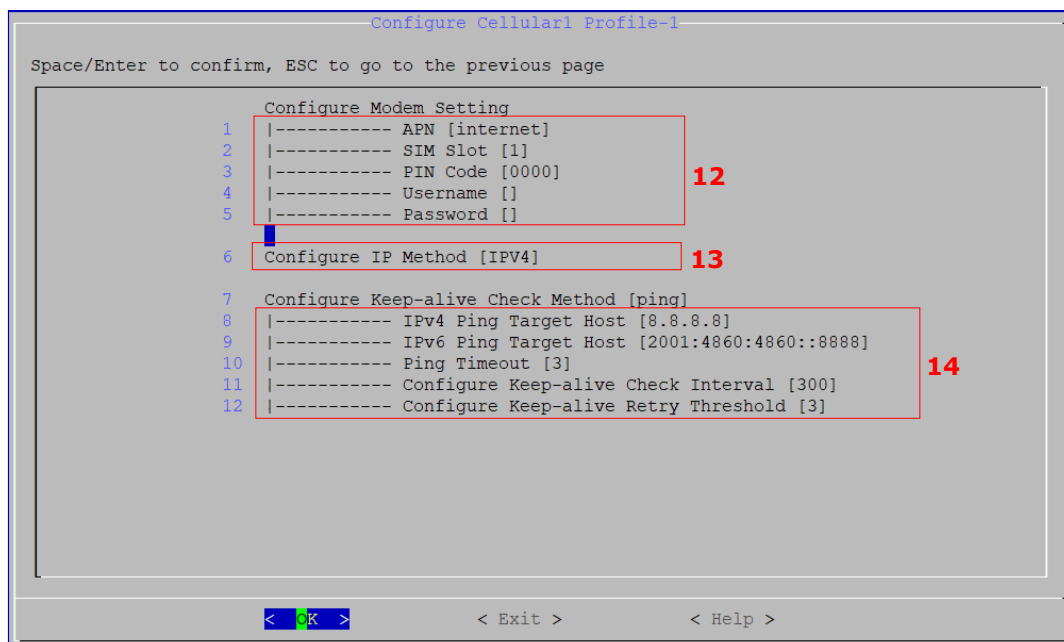 Configure Cellular1 Profile-1
Space/Enter to confirm, ESC to go to the previous page
Configure Modem Setting
1 |----------- APN [internet]
2 |----------- SIM Slot [1]
3 |----------- PIN Code [0000]
4 |----------- Username []
5 |----------- Password []
12
6 Configure IP Method [IPV4]
13
7 Configure Keep-alive Check Method [ping]
8 |----------- IPv4 Ping Target Host [8.8.8.8]
9 |----------- IPv6 Ping Target Host [2001:4860:4860::8888]
10 |----------- Ping Timeout [3]
11 |----------- Configure Keep-alive Check Interval [300]
12 |----------- Configure Keep-alive Retry Threshold [3]
14
< OK > < Exit > < Help >